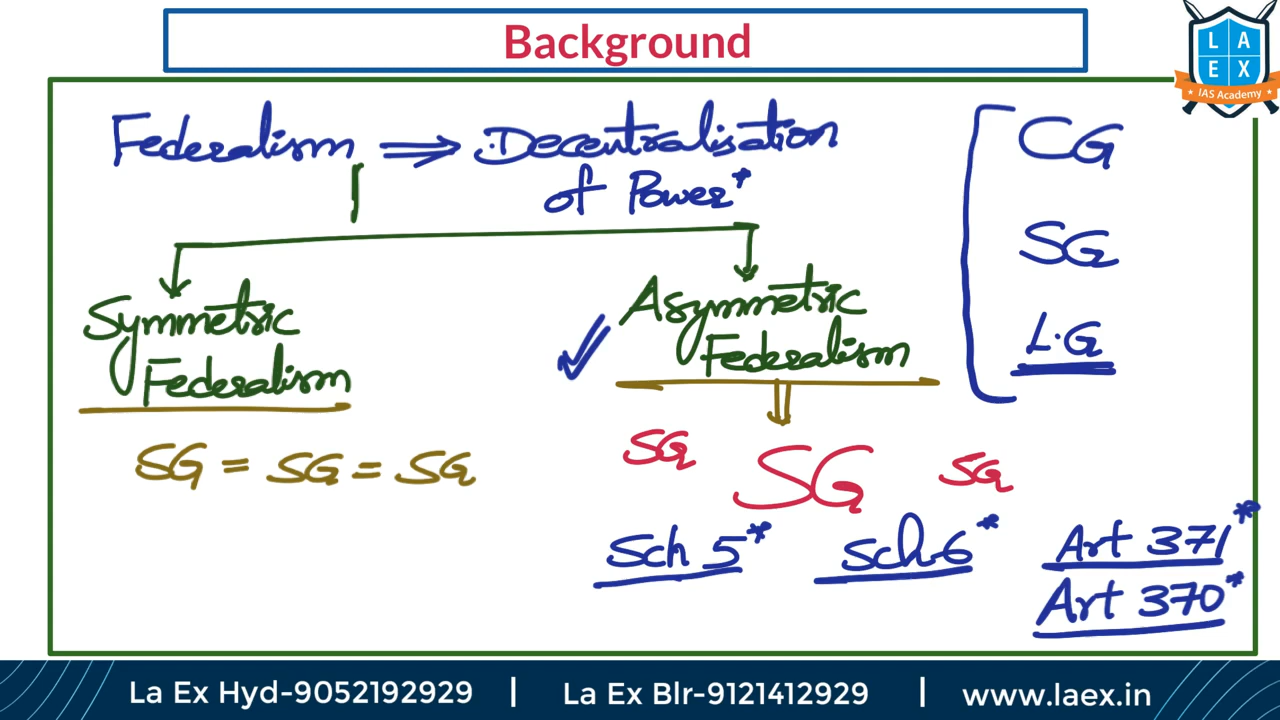 Background
L A
E X
IAS Academy
Federalism ⇒ Decentralisation
of Power*
CG
SG
L.G
Symmetric
Federalism
Asymmetric
Federalism
SG = SG = SG
SG SG SG
Sch 5* Sch-6* Art 371*
Art 370*
La Ex Hyd-9052192929 | La Ex Blr-9121412929 | www.laex.in